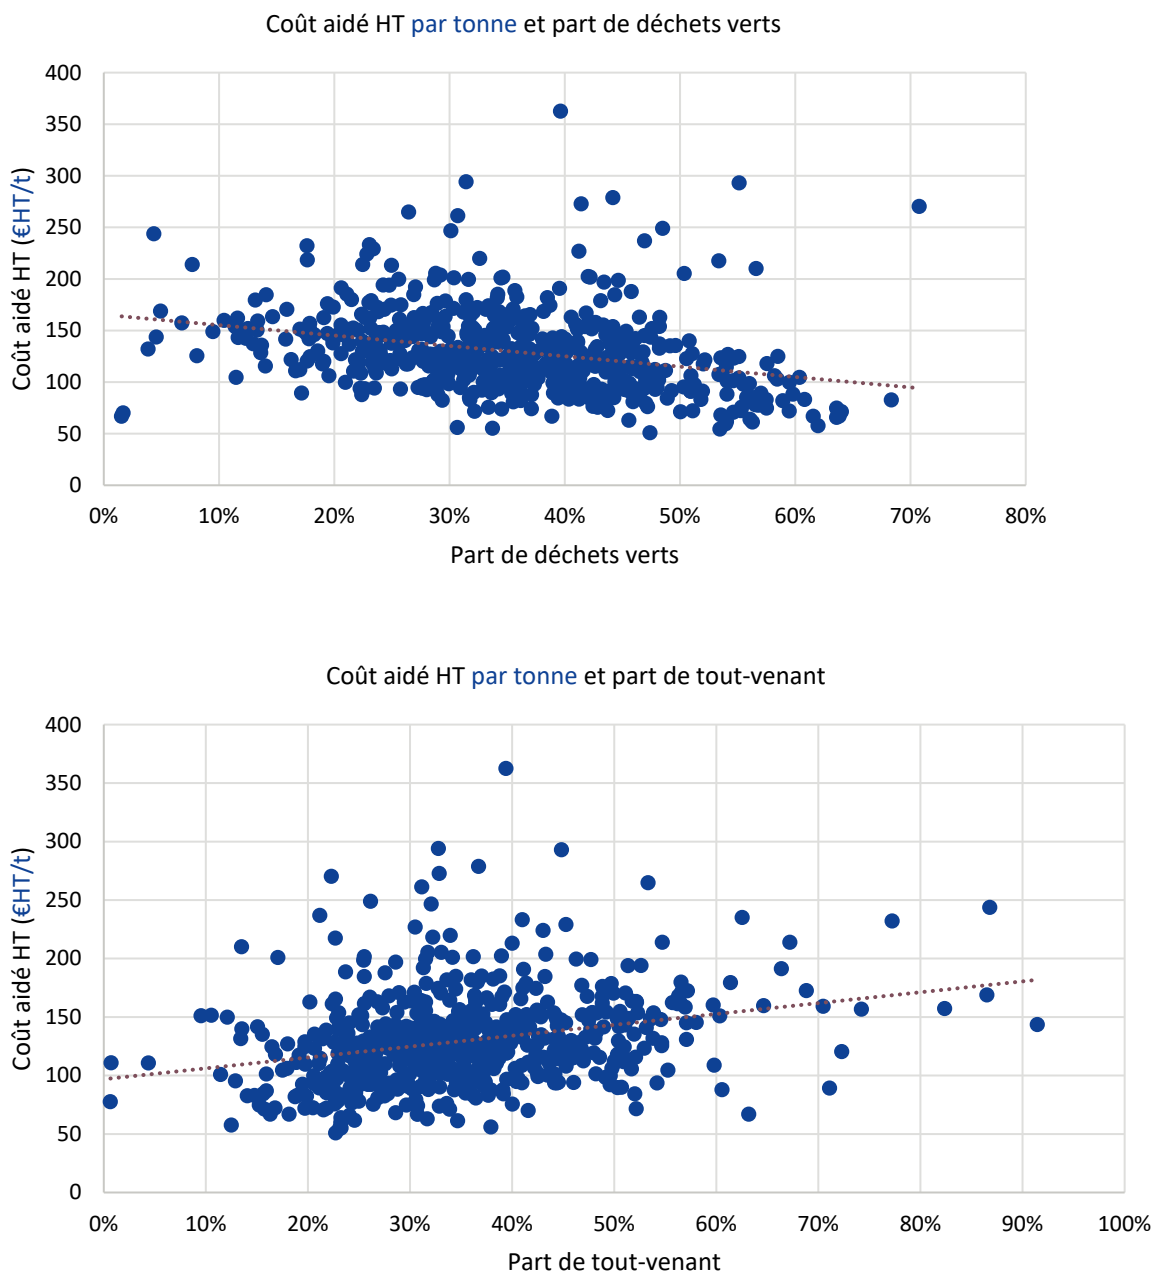 Coût aidé HT par tonne et part de déchets verts
400
350
300
250
200
150
100
50
0
Coût aidé HT (€HT/t)
0% 10% 20% 30% 40% 50% 60% 70% 80%
Part de déchets verts
Coût aidé HT par tonne et part de tout-venant
400
350
300
250
200
150
100
50
0
Coût aidé HT (€HT/t)
0% 10% 20% 30% 40% 50% 60% 70% 80% 90% 100%
Part de tout-venant